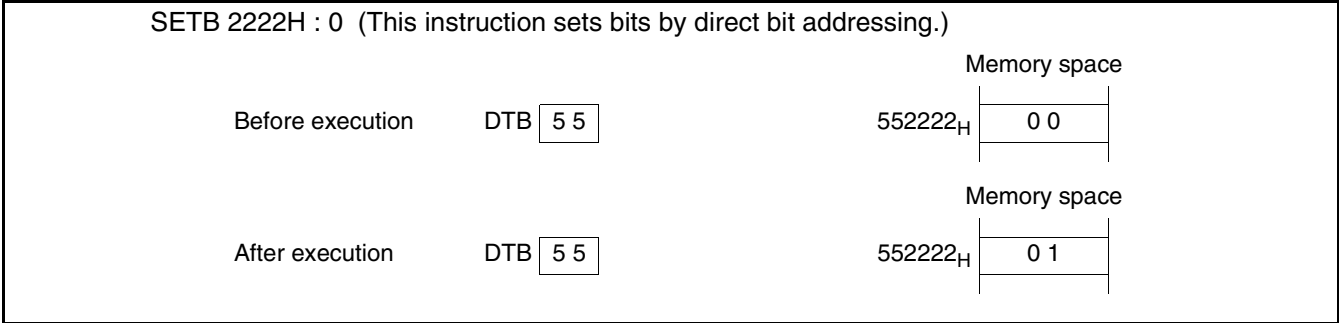 SETB 2222H : 0 (This instruction sets bits by direct bit addressing.)
Memory space
Before execution DTB 5 5 552222H 0 0
Memory space
After execution DTB 5 5 552222H 0 1